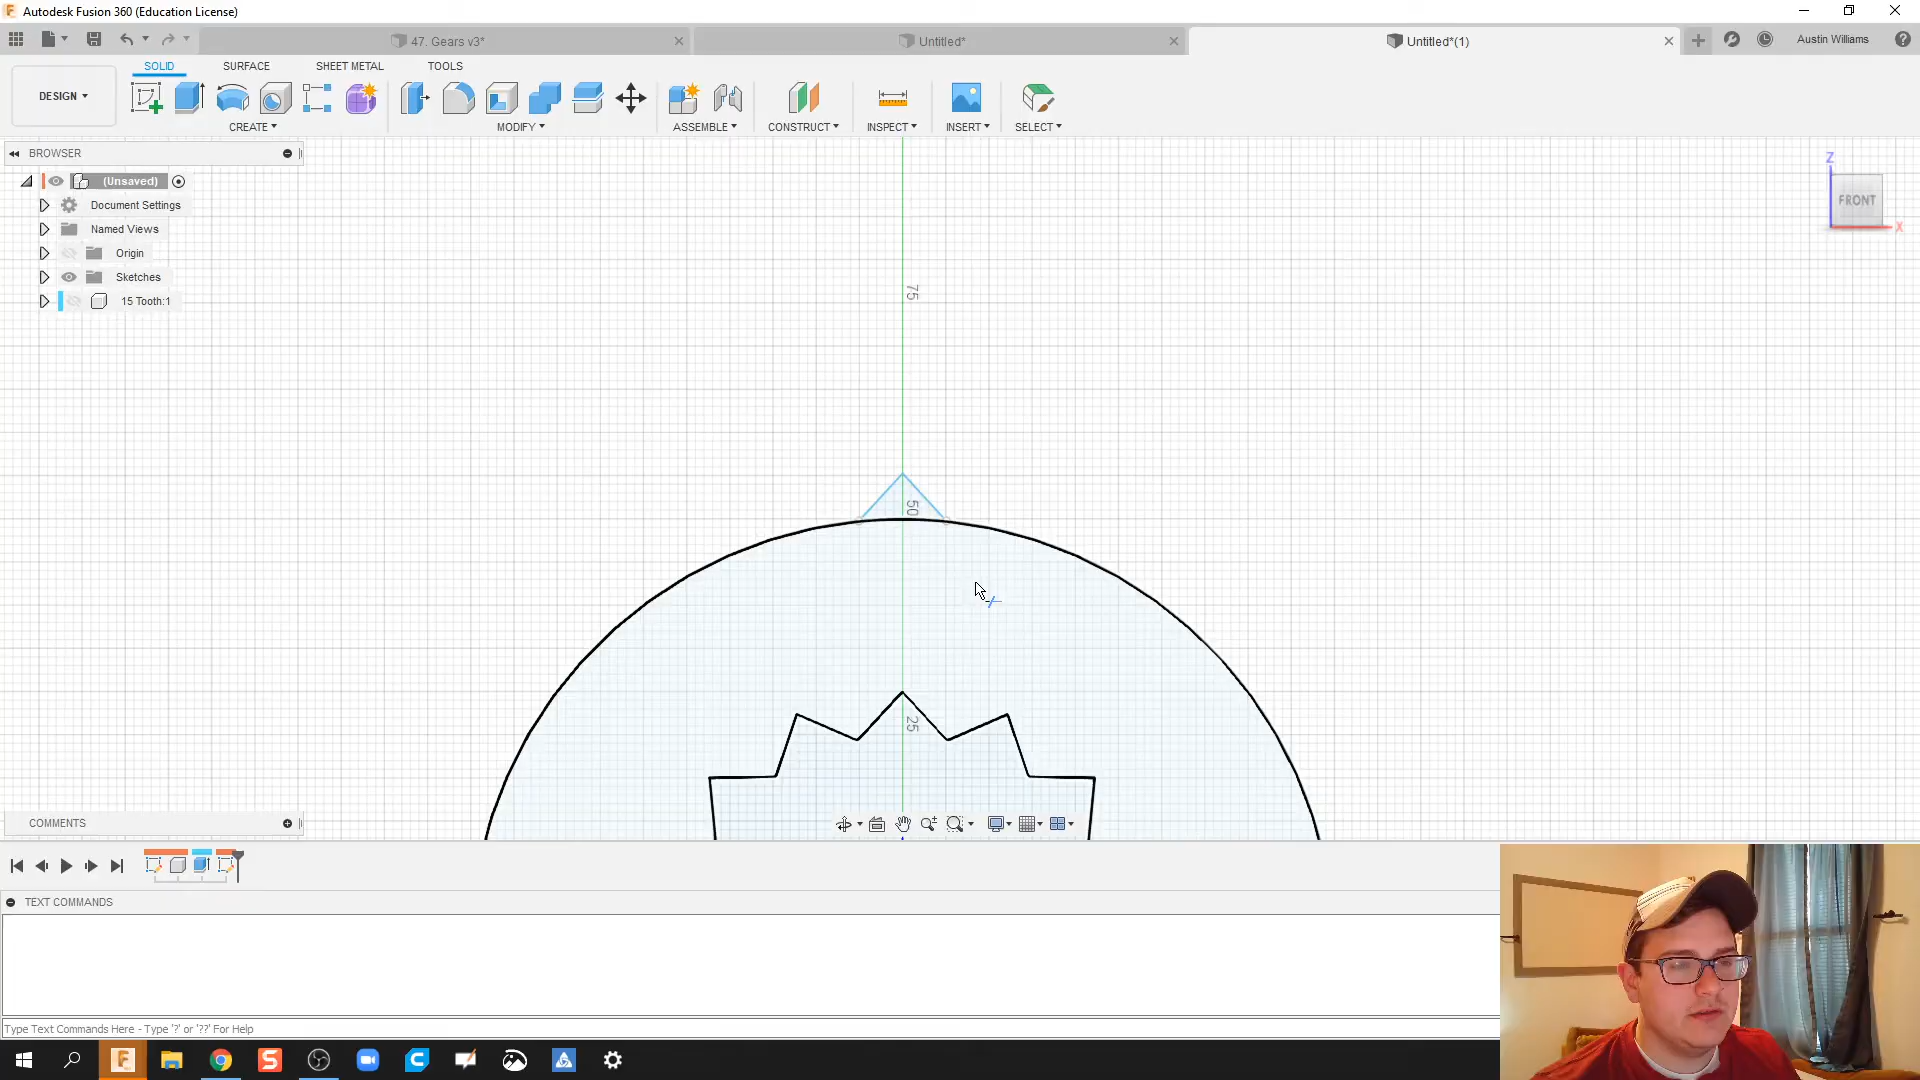 Autodesk Fusion 360 (Education License)
47. Gears v3*
Untitled*
Untitled*(1)
Austin Williams
DESIGN
SOLID
SURFACE
SHEET METAL
TOOLS
CREATE
MODIFY
ASSEMBLE
CONSTRUCT
INSPECT
INSERT
SELECT
BROWSER
(Unsaved)
Document Settings
Named Views
Origin
Sketches
15 Tooth:1
Z
FRONT
X
75
50
25
COMMENTS
TEXT COMMANDS
Type Text Commands Here - Type '?' or '??' For Help